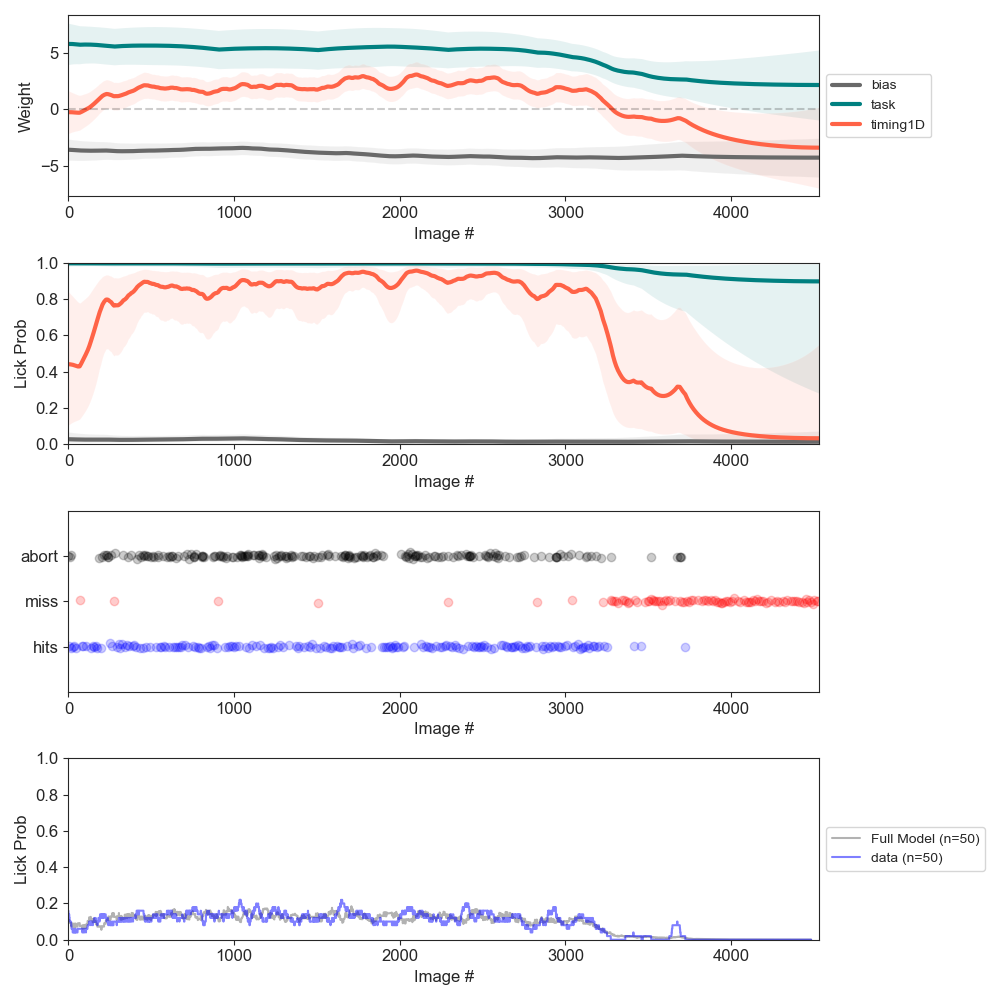 Weight
5
0
−5
0 1000 2000 3000 4000
Image #
bias
task
timing1D
Lick Prob
1.0
0.8
0.6
0.4
0.2
0.0
0 1000 2000 3000 4000
Image #
abort
miss
hits
0 1000 2000 3000 4000
Image #
Lick Prob
1.0
0.8
0.6
0.4
0.2
0.0
0 1000 2000 3000 4000
Image #
Full Model (n=50)
data (n=50)